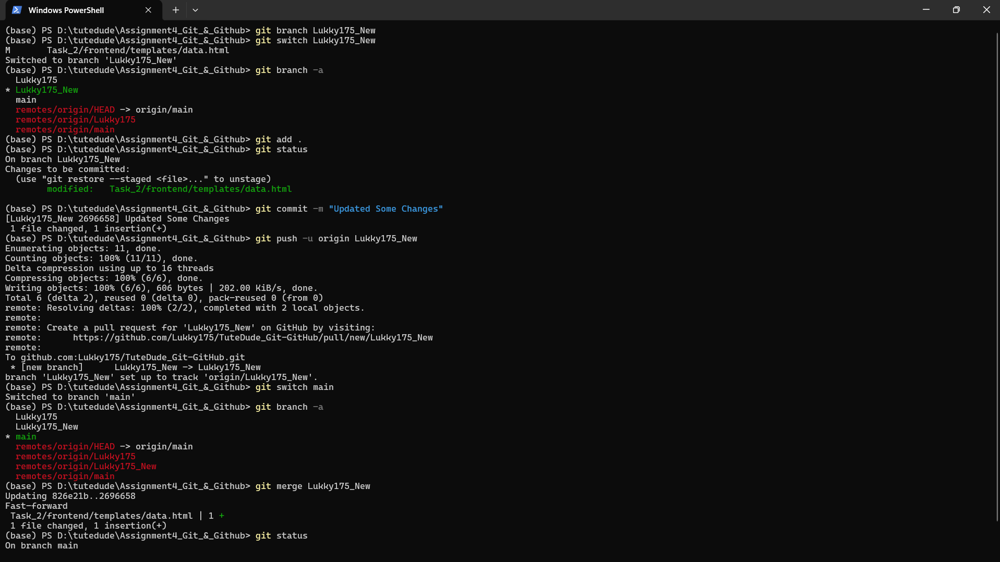 Windows PowerShell
(base) PS D:\tutedude\Assignment4_Git_&_Github> git branch Lukky175_New
(base) PS D:\tutedude\Assignment4_Git_&_Github> git switch Lukky175_New
M       Task_2/frontend/templates/data.html
Switched to branch 'Lukky175_New'
(base) PS D:\tutedude\Assignment4_Git_&_Github> git branch -a
  Lukky175
* Lukky175_New
  main
  remotes/origin/HEAD -> origin/main
  remotes/origin/Lukky175
  remotes/origin/main
(base) PS D:\tutedude\Assignment4_Git_&_Github> git add .
(base) PS D:\tutedude\Assignment4_Git_&_Github> git status
On branch Lukky175_New
Changes to be committed:
  (use "git restore --staged <file>..." to unstage)
        modified:   Task_2/frontend/templates/data.html
(base) PS D:\tutedude\Assignment4_Git_&_Github> git commit -m "Updated Some Changes"
[Lukky175_New 2696658] Updated Some Changes
 1 file changed, 1 insertion(+)
(base) PS D:\tutedude\Assignment4_Git_&_Github> git push -u origin Lukky175_New
Enumerating objects: 11, done.
Counting objects: 100% (11/11), done.
Delta compression using up to 16 threads
Compressing objects: 100% (6/6), done.
Writing objects: 100% (6/6), 606 bytes | 202.00 KiB/s, done.
Total 6 (delta 2), reused 0 (delta 0), pack-reused 0 (from 0)
remote: Resolving deltas: 100% (2/2), completed with 2 local objects.
remote:
remote: Create a pull request for 'Lukky175_New' on GitHub by visiting:
remote:      https://github.com/Lukky175/TuteDude_Git-GitHub/pull/new/Lukky175_New
remote:
To github.com:Lukky175/TuteDude_Git-GitHub.git
 * [new branch]      Lukky175_New -> Lukky175_New
branch 'Lukky175_New' set up to track 'origin/Lukky175_New'.
(base) PS D:\tutedude\Assignment4_Git_&_Github> git switch main
Switched to branch 'main'
(base) PS D:\tutedude\Assignment4_Git_&_Github> git branch -a
  Lukky175
  Lukky175_New
* main
  remotes/origin/HEAD -> origin/main
  remotes/origin/Lukky175
  remotes/origin/Lukky175_New
  remotes/origin/main
(base) PS D:\tutedude\Assignment4_Git_&_Github> git merge Lukky175_New
Updating 826e21b..2696658
Fast-forward
 Task_2/frontend/templates/data.html | 1 +
 1 file changed, 1 insertion(+)
(base) PS D:\tutedude\Assignment4_Git_&_Github> git status
On branch main